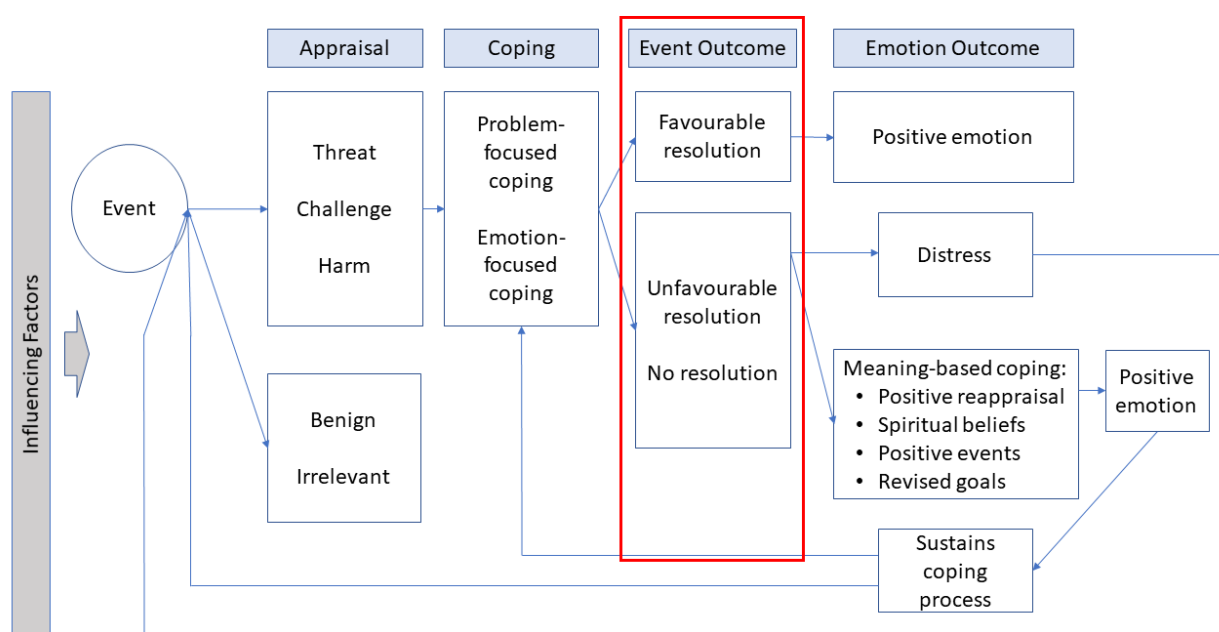 Appraisal
Coping
Event Outcome
Emotion Outcome
Influencing Factors
Event
Threat
Challenge
Harm
Benign
Irrelevant
Problem-
focused
coping
Emotion-
focused
coping
Favourable
resolution
Unfavourable
resolution
No resolution
Positive emotion
Distress
Meaning-based coping:
• Positive reappraisal
• Spiritual beliefs
• Positive events
• Revised goals
Positive
emotion
Sustains
coping
process